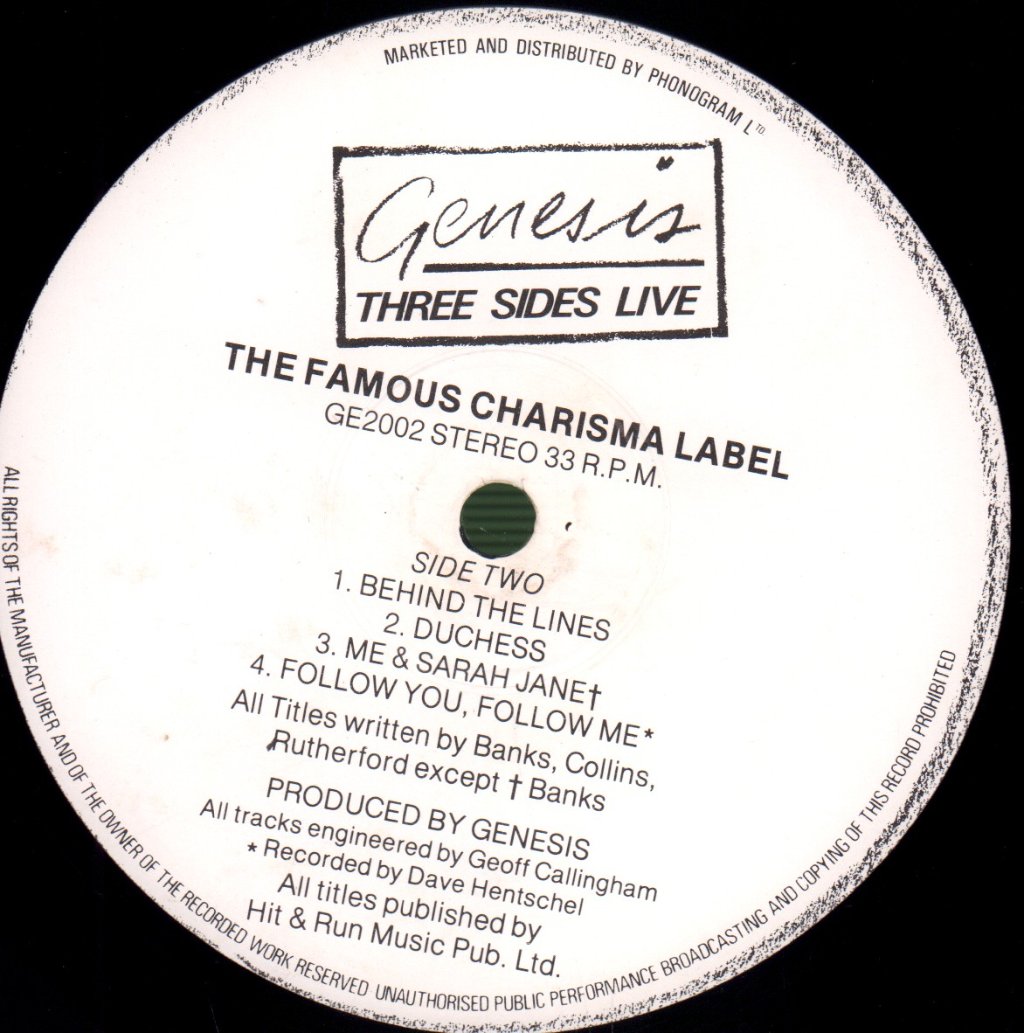 MARKETED AND DISTRIBUTED BY PHONOGRAM LTD.
Genesis
THREE SIDES LIVE
THE FAMOUS CHARISMA LABEL
GE2002 STEREO 33 R.P.M.
SIDE TWO
1. BEHIND THE LINES
2. DUCHESS
3. ME & SARAH JANE†
4. FOLLOW YOU, FOLLOW ME*
All Titles written by Banks, Collins,
Rutherford except † Banks
PRODUCED BY GENESIS
All tracks engineered by Geoff Callingham
* Recorded by Dave Hentschel
All titles published by
Hit & Run Music Pub. Ltd.
ALL RIGHTS OF THE MANUFACTURER AND OF THE OWNER OF THE RECORDED WORK RESERVED UNAUTHORISED PUBLIC PERFORMANCE BROADCASTING AND COPYING OF THIS RECORD PROHIBITED